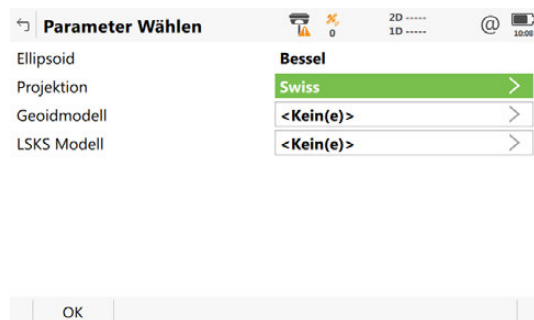 Parameter Wählen
0
2D -----
1D -----
@
10:08
Ellipsoid Bessel
Projektion Swiss
Geoidmodell <Kein(e)>
LSKS Modell <Kein(e)>
OK